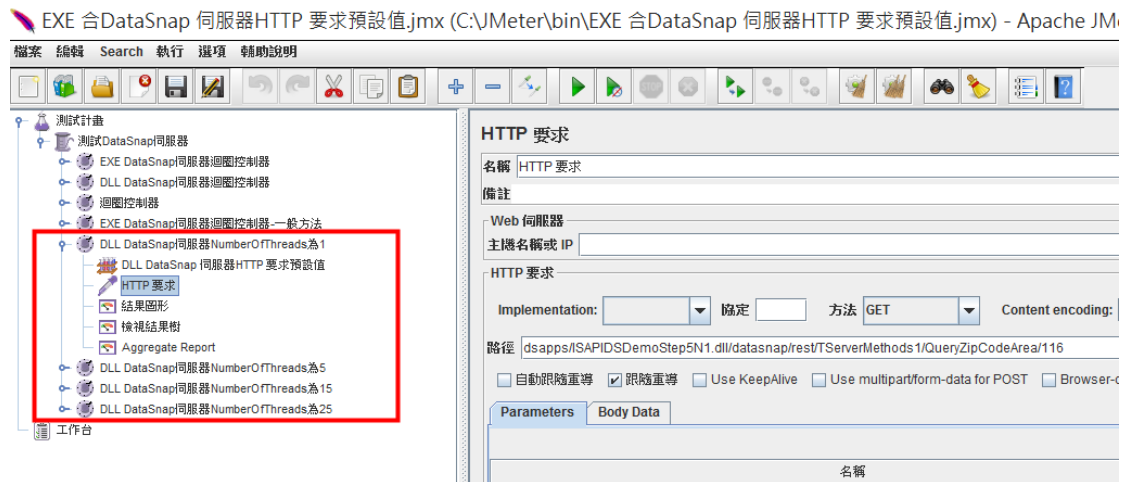 EXE 合DataSnap 伺服器HTTP 要求預設值.jmx (C:\JMeter\bin\EXE 合DataSnap 伺服器HTTP 要求預設值.jmx) - Apache JMe
檔案 編輯 Search 執行 選項 輔助說明
STOP
測試計畫
測試DataSnap伺服器
EXE DataSnap伺服器迴圈控制器
DLL DataSnap伺服器迴圈控制器
迴圈控制器
EXE DataSnap伺服器迴圈控制器-一般方法
DLL DataSnap伺服器NumberOfThreads為1
DLL DataSnap 伺服器HTTP 要求預設值
HTTP 要求
結果圖形
檢視結果樹
Aggregate Report
DLL DataSnap伺服器NumberOfThreads為5
DLL DataSnap伺服器NumberOfThreads為15
DLL DataSnap伺服器NumberOfThreads為25
工作台
HTTP 要求
名稱 HTTP 要求
備註
Web 伺服器
主機名稱或 IP
HTTP 要求
Implementation: 協定 方法 GET Content encoding:
路徑 dsapps/ISAPIDSDemoStep5N1.dll/datasnap/rest/TServerMethods1/QueryZipCodeArea/116
自動跟隨重導 跟隨重導 Use KeepAlive Use multipart/form-data for POST Browser-c
Parameters Body Data
名稱